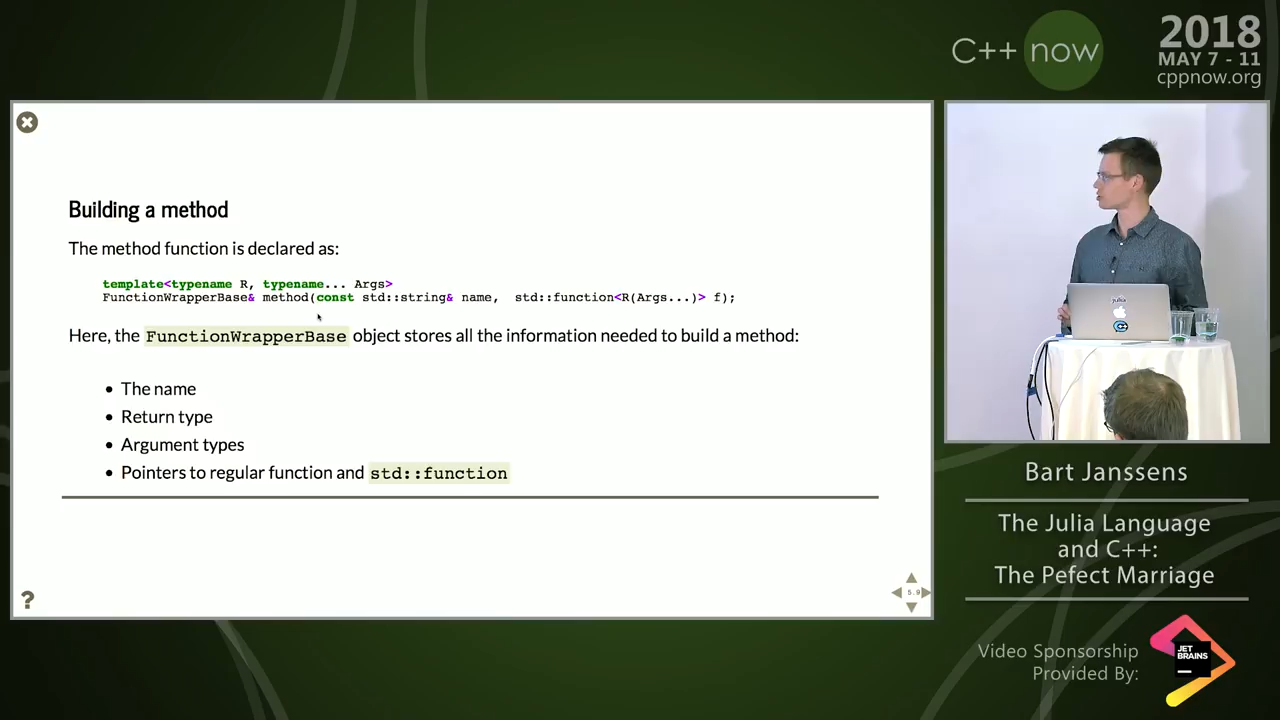 C++ now
2018
MAY 7 - 11
cppnow.org
Building a method
The method function is declared as:
template<typename R, typename... Args>
FunctionWrapperBase& method(const std::string& name,  std::function<R(Args...)> f);
Here, the FunctionWrapperBase object stores all the information needed to build a method:
• The name
• Return type
• Argument types
• Pointers to regular function and std::function
?
5.9
julia
C++
Bart Janssens
The Julia Language
and C++:
The Pefect Marriage
Video Sponsorship
Provided By:
JET
BRAINS